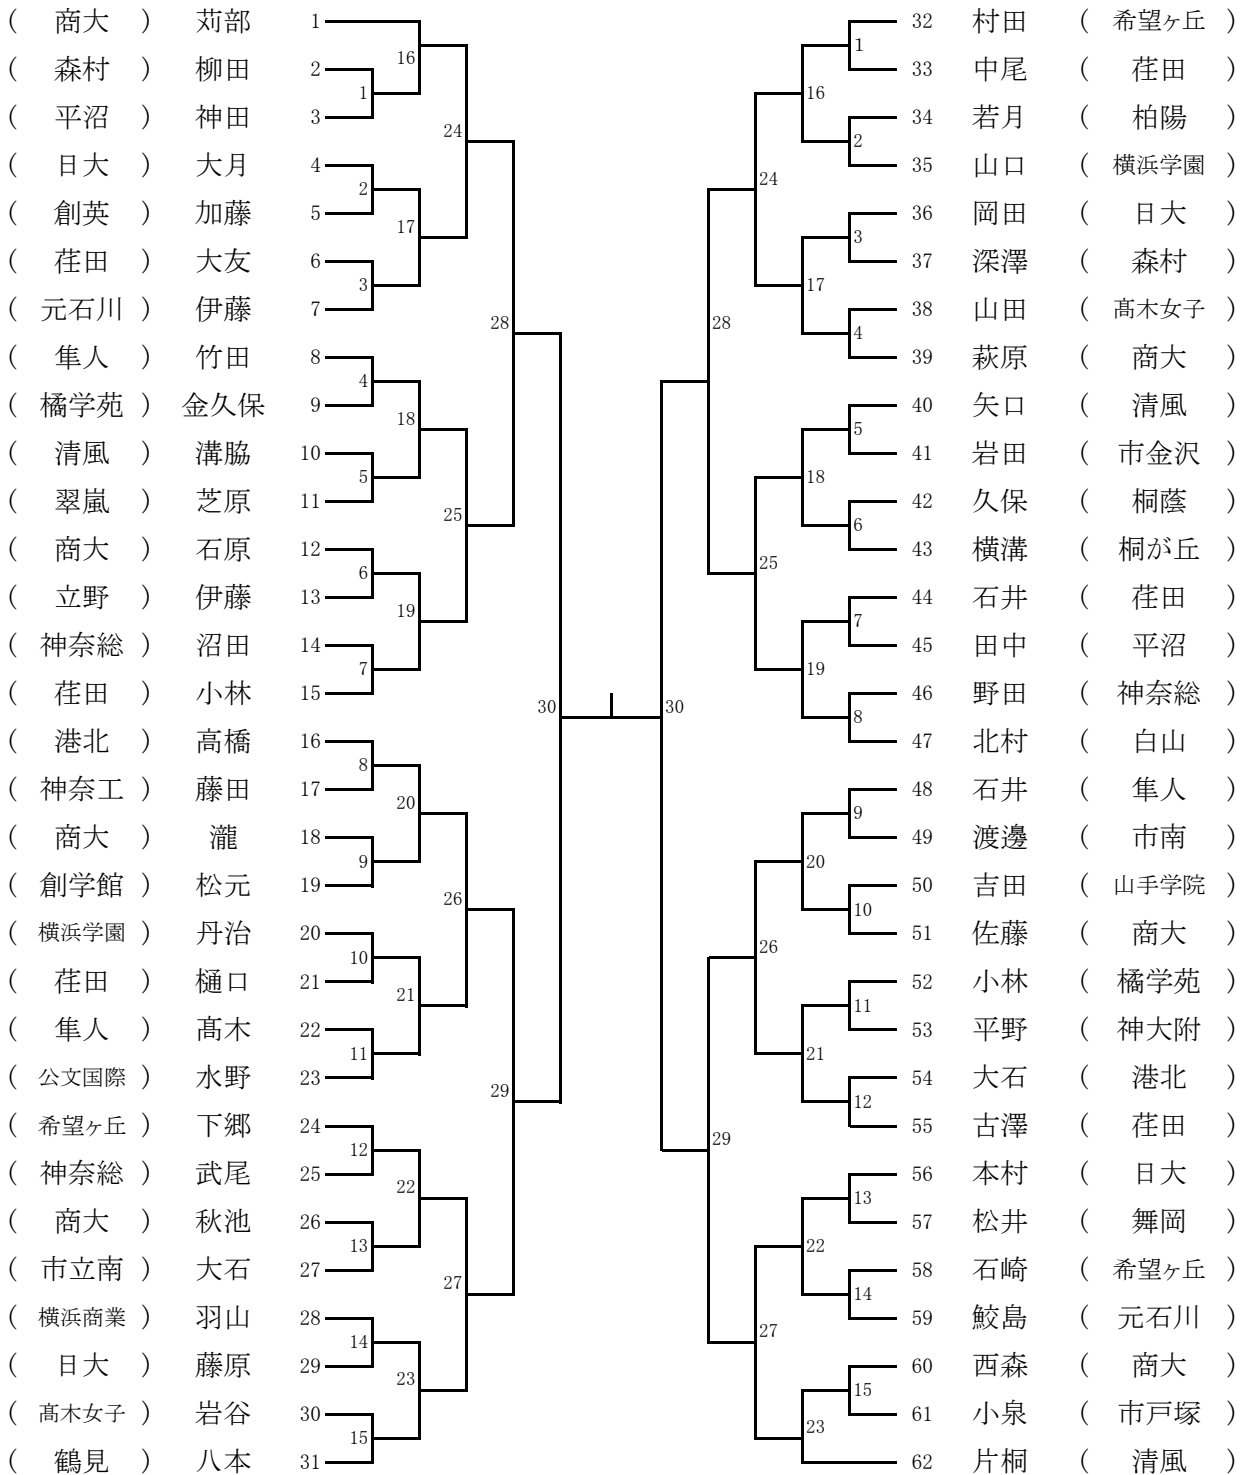 ( 商大 ) 苅部 1
( 森村 ) 柳田 2
( 平沼 ) 神田 3
( 日大 ) 大月 4
( 創英 ) 加藤 5
( 荏田 ) 大友 6
( 元石川 ) 伊藤 7
( 隼人 ) 竹田 8
( 橘学苑 ) 金久保 9
( 清風 ) 溝脇 10
( 翠嵐 ) 芝原 11
( 商大 ) 石原 12
( 立野 ) 伊藤 13
( 神奈総 ) 沼田 14
( 荏田 ) 小林 15
( 港北 ) 高橋 16
( 神奈工 ) 藤田 17
( 商大 ) 瀧 18
( 創学館 ) 松元 19
( 横浜学園 ) 丹治 20
( 荏田 ) 樋口 21
( 隼人 ) 髙木 22
( 公文国際 ) 水野 23
( 希望ヶ丘 ) 下郷 24
( 神奈総 ) 武尾 25
( 商大 ) 秋池 26
( 市立南 ) 大石 27
( 横浜商業 ) 羽山 28
( 日大 ) 藤原 29
( 髙木女子 ) 岩谷 30
( 鶴見 ) 八本 31
1
2
3
4
5
6
7
8
9
10
11
12
13
14
15
16
17
18
19
20
21
22
23
24
25
26
27
28
29
30
30
28
29
24
25
26
27
16
17
18
19
20
21
22
23
1
2
3
4
5
6
7
8
9
10
11
12
13
14
15
32 村田 ( 希望ヶ丘 )
33 中尾 ( 荏田 )
34 若月 ( 柏陽 )
35 山口 ( 横浜学園 )
36 岡田 ( 日大 )
37 深澤 ( 森村 )
38 山田 ( 髙木女子 )
39 萩原 ( 商大 )
40 矢口 ( 清風 )
41 岩田 ( 市金沢 )
42 久保 ( 桐蔭 )
43 横溝 ( 桐が丘 )
44 石井 ( 荏田 )
45 田中 ( 平沼 )
46 野田 ( 神奈総 )
47 北村 ( 白山 )
48 石井 ( 隼人 )
49 渡邊 ( 市南 )
50 吉田 ( 山手学院 )
51 佐藤 ( 商大 )
52 小林 ( 橘学苑 )
53 平野 ( 神大附 )
54 大石 ( 港北 )
55 古澤 ( 荏田 )
56 本村 ( 日大 )
57 松井 ( 舞岡 )
58 石崎 ( 希望ヶ丘 )
59 鮫島 ( 元石川 )
60 西森 ( 商大 )
61 小泉 ( 市戸塚 )
62 片桐 ( 清風 )